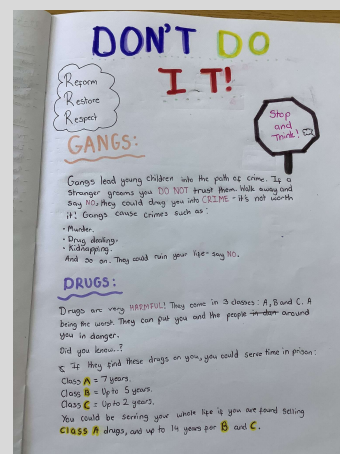 DON'T DO
IT!
Reform
Restore
Respect
Stop
and
Think!
GANGS:
Gangs lead young children into the path of crime. If a
Stranger grooms you DO NOT trust them. Walk away and
say NO, they could drag you into CRIME - it's not worth
it! Gangs cause crimes such as:
• Murder.
• Drug dealing.
• Kidnapping.
And so on. They could ruin your life - say NO.
DRUGS:
Drugs are very HARMFUL! They come in 3 classes: A, B and C. A
being the worst. They can put you and the people in dan around
you in danger.
Did you know..?
If they find these drugs on you, you could serve time in prison:
Class A = 7 years.
Class B = Up to 5 years.
Class C = Up to 2 years.
You could be serving your whole life if you are found selling
Class A drugs, and up to 14 years for B and C.